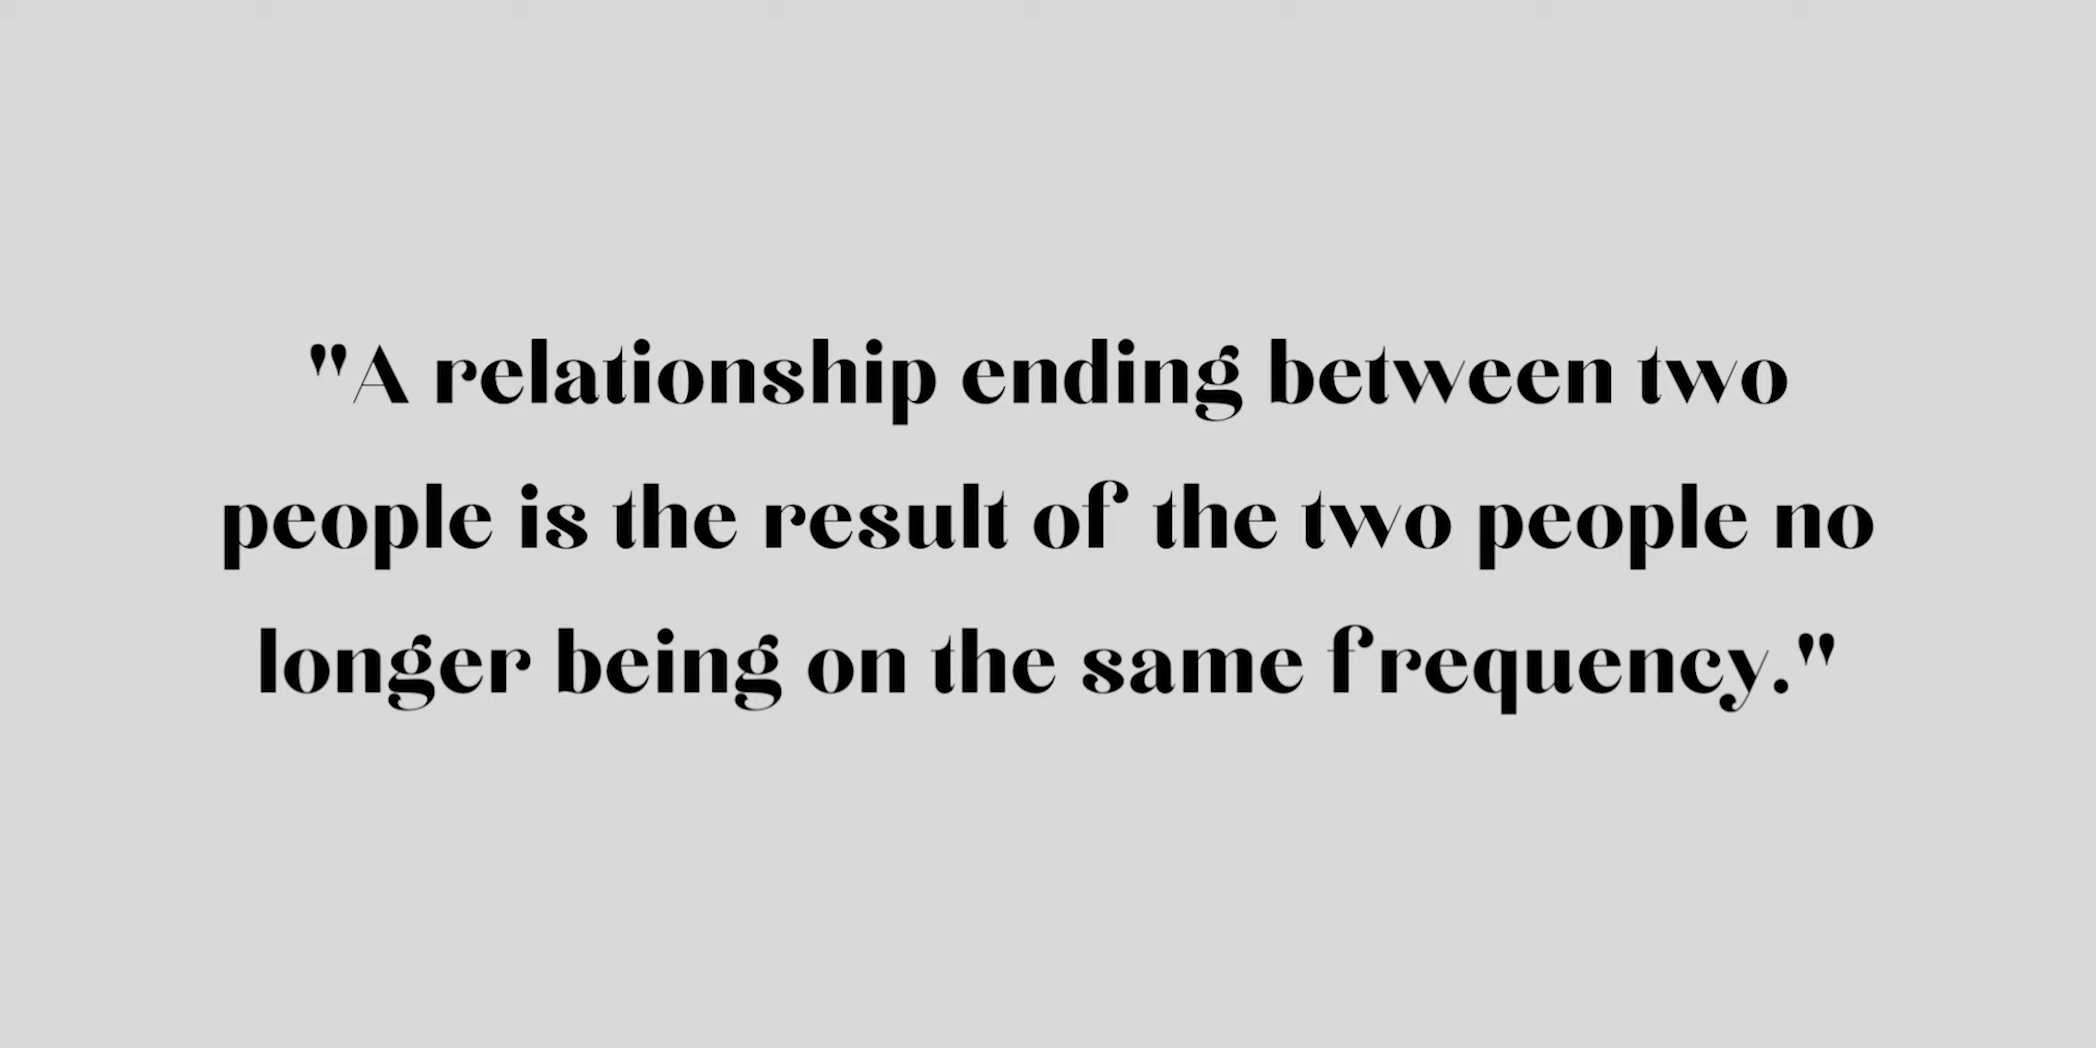 "A relationship ending between two
people is the result of the two people no
longer being on the same frequency."